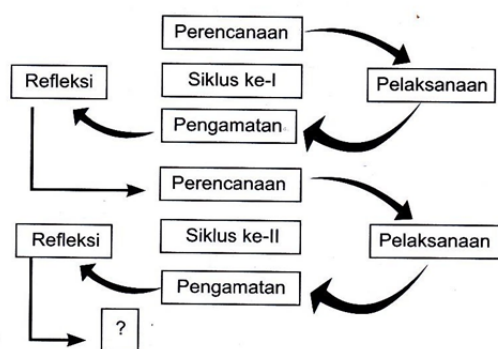 Perencanaan
Refleksi
Siklus ke-I
Pelaksanaan
Pengamatan
Perencanaan
Refleksi
Siklus ke-II
Pelaksanaan
Pengamatan
?